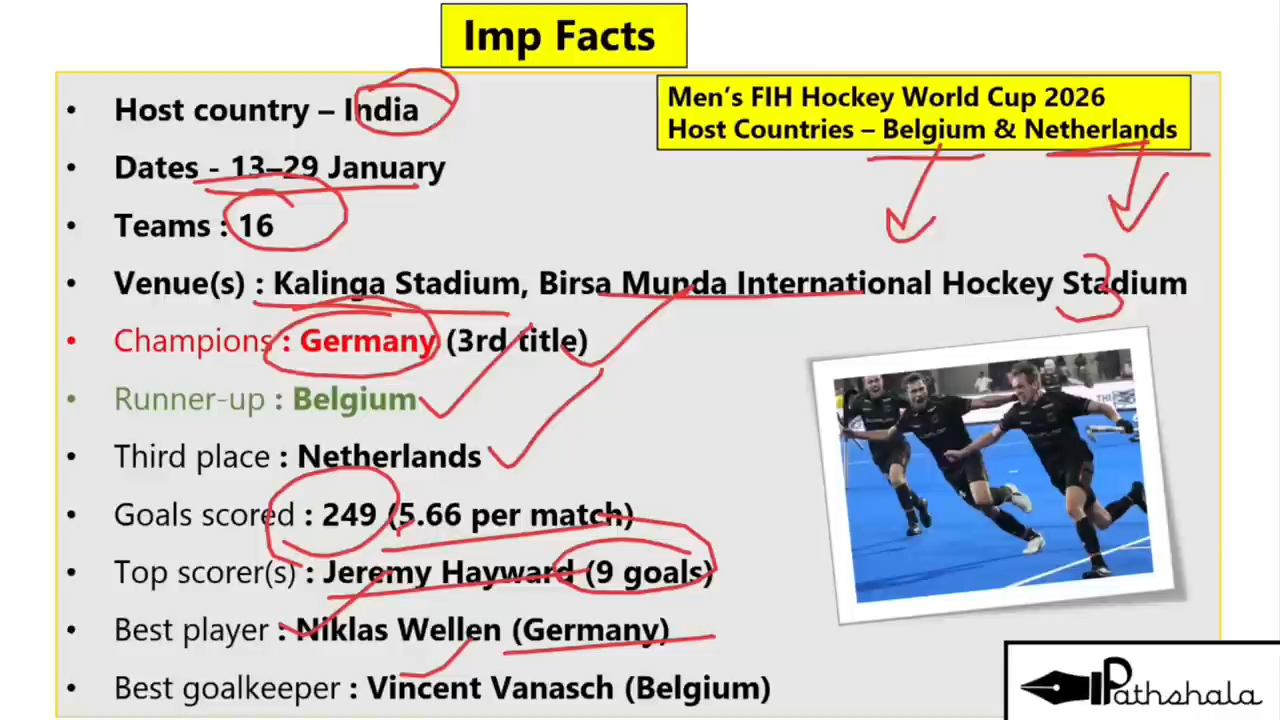 Imp Facts
Men's FIH Hockey World Cup 2026
Host Countries – Belgium & Netherlands
• Host country – India
• Dates - 13–29 January
• Teams : 16
• Venue(s) : Kalinga Stadium, Birsa Munda International Hockey Stadium
3
• Champions : Germany (3rd title)
• Runner-up : Belgium
• Third place : Netherlands
• Goals scored : 249 (5.66 per match)
• Top scorer(s) : Jeremy Hayward (9 goals)
• Best player : Niklas Wellen (Germany)
• Best goalkeeper : Vincent Vanasch (Belgium)
Pathshala